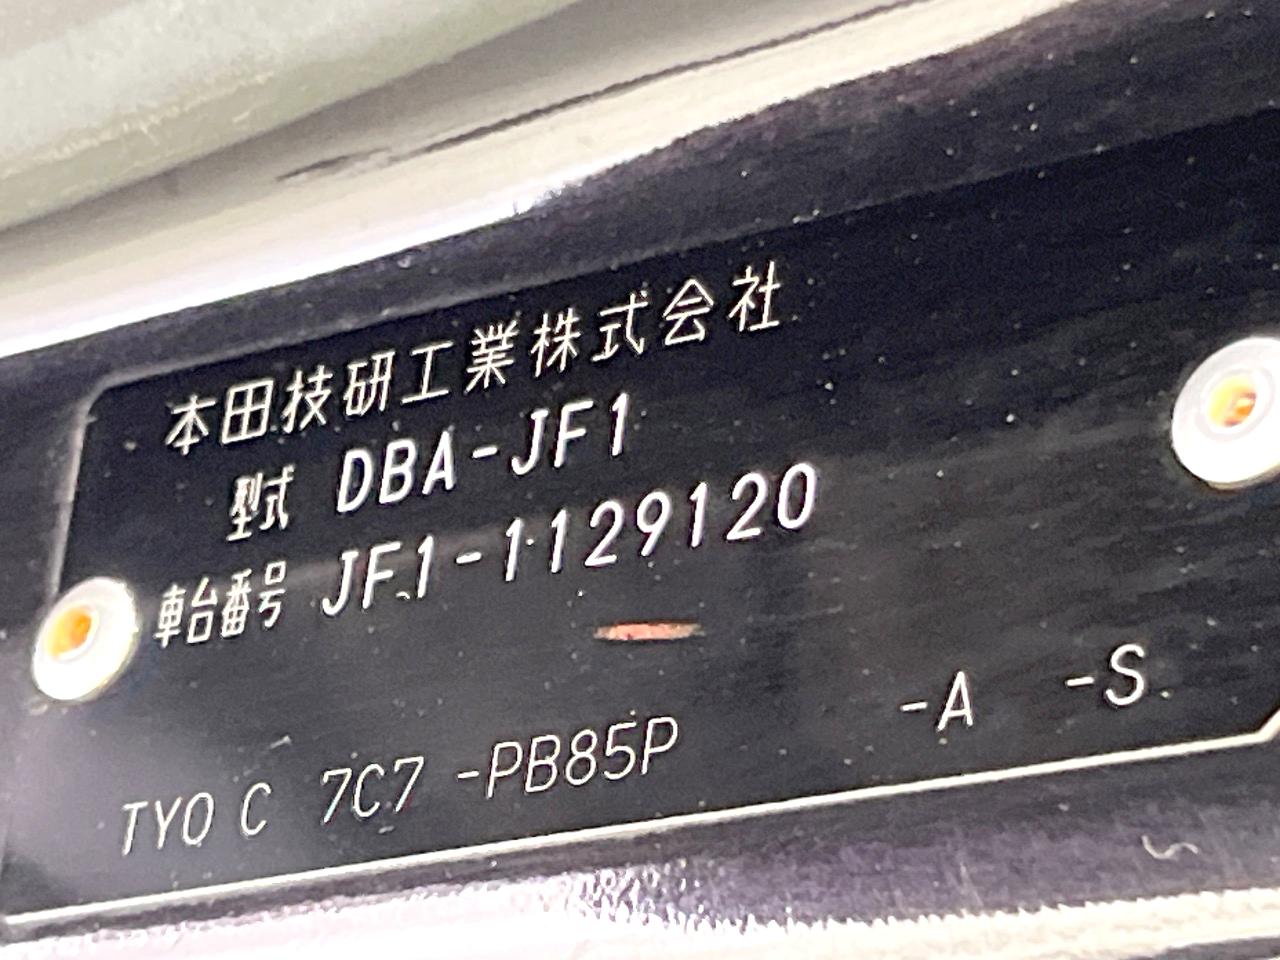 本田技研工業株式会社
型式 DBA-JF1
車台番号 JF1-1129120
TYO C 7C7 -PB85P -A -S